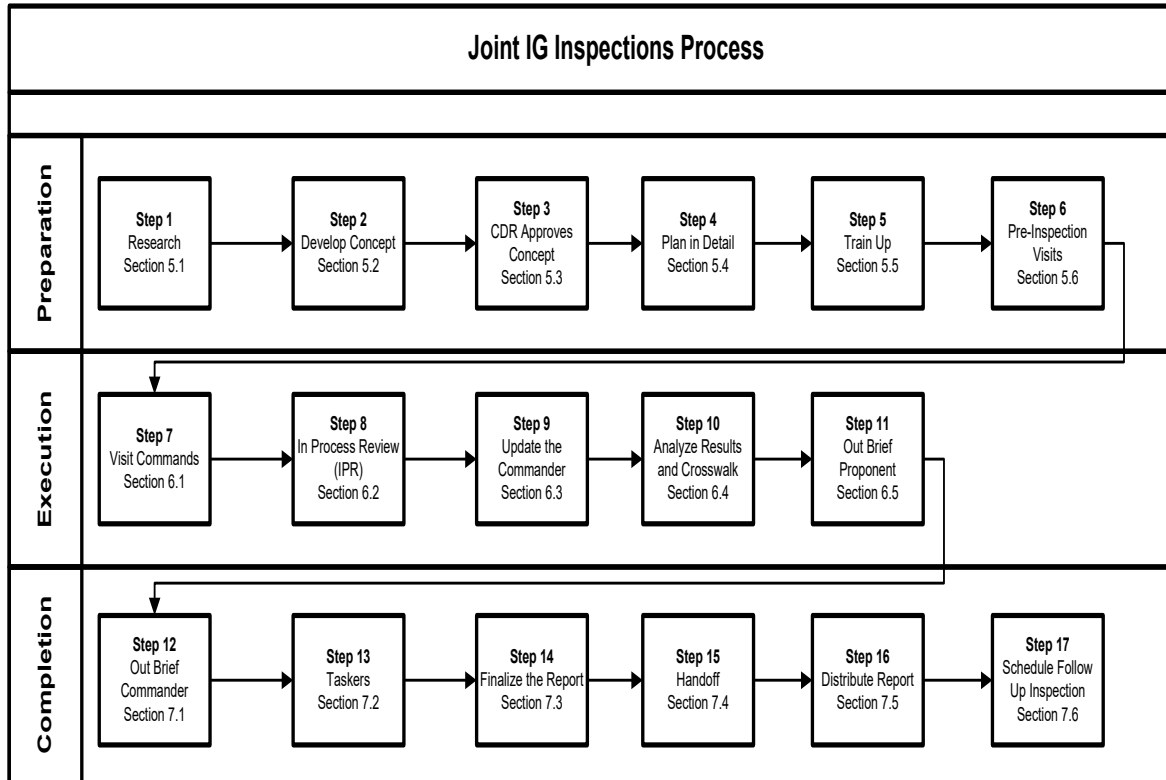 Joint IG Inspections Process
Preparation
Step 1
Research
Section 5.1
Step 2
Develop Concept
Section 5.2
Step 3
CDR Approves
Concept
Section 5.3
Step 4
Plan in Detail
Section 5.4
Step 5
Train Up
Section 5.5
Step 6
Pre-Inspection
Visits
Section 5.6
Execution
Step 7
Visit Commands
Section 6.1
Step 8
In Process Review
(IPR)
Section 6.2
Step 9
Update the
Commander
Section 6.3
Step 10
Analyze Results
and Crosswalk
Section 6.4
Step 11
Out Brief
Proponent
Section 6.5
Completion
Step 12
Out Brief
Commander
Section 7.1
Step 13
Taskers
Section 7.2
Step 14
Finalize the Report
Section 7.3
Step 15
Handoff
Section 7.4
Step 16
Distribute Report
Section 7.5
Step 17
Schedule Follow
Up Inspection
Section 7.6